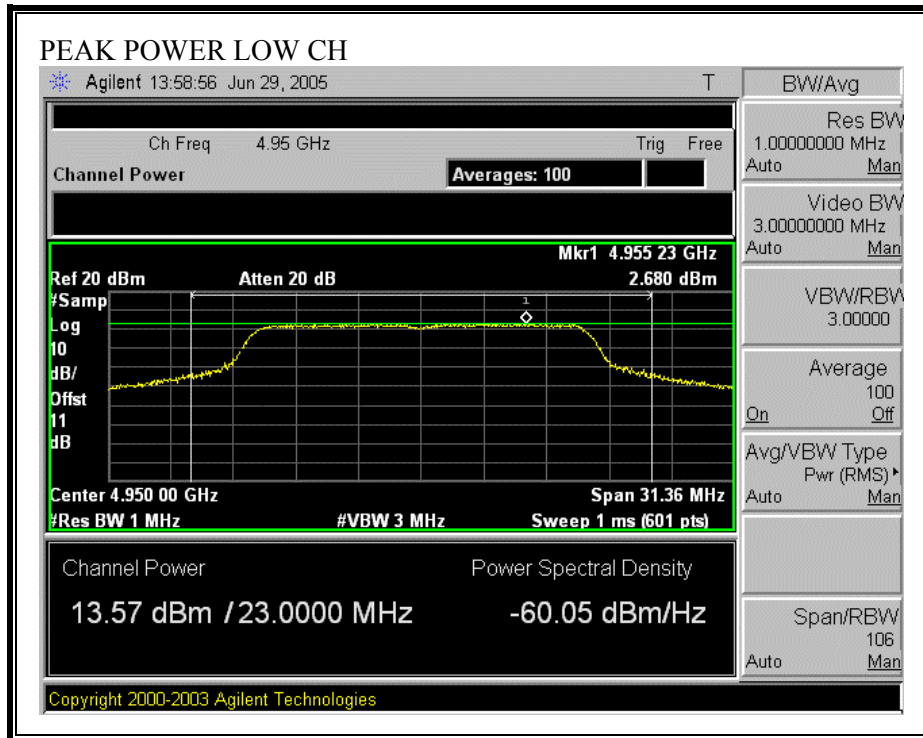 PEAK POWER LOW CH
Agilent 13:58:56 Jun 29, 2005 T
Ch Freq 4.95 GHz Trig Free
Channel Power Averages: 100
Mkr1 4.955 23 GHz
Ref 20 dBm Atten 20 dB 2.680 dBm
#Samp
Log
10
dB/
Offst
11
dB
1
Center 4.950 00 GHz Span 31.36 MHz
#Res BW 1 MHz #VBW 3 MHz Sweep 1 ms (601 pts)
Channel Power Power Spectral Density
13.57 dBm / 23.0000 MHz -60.05 dBm/Hz
Copyright 2000-2003 Agilent Technologies
BW/Avg
Res BW
1.00000000 MHz
Auto Man
Video BW
3.00000000 MHz
Auto Man
VBW/RBW
3.00000
Average
100
On Off
Avg/VBW Type
Pwr (RMS)
Auto Man
Span/RBW
106
Auto Man